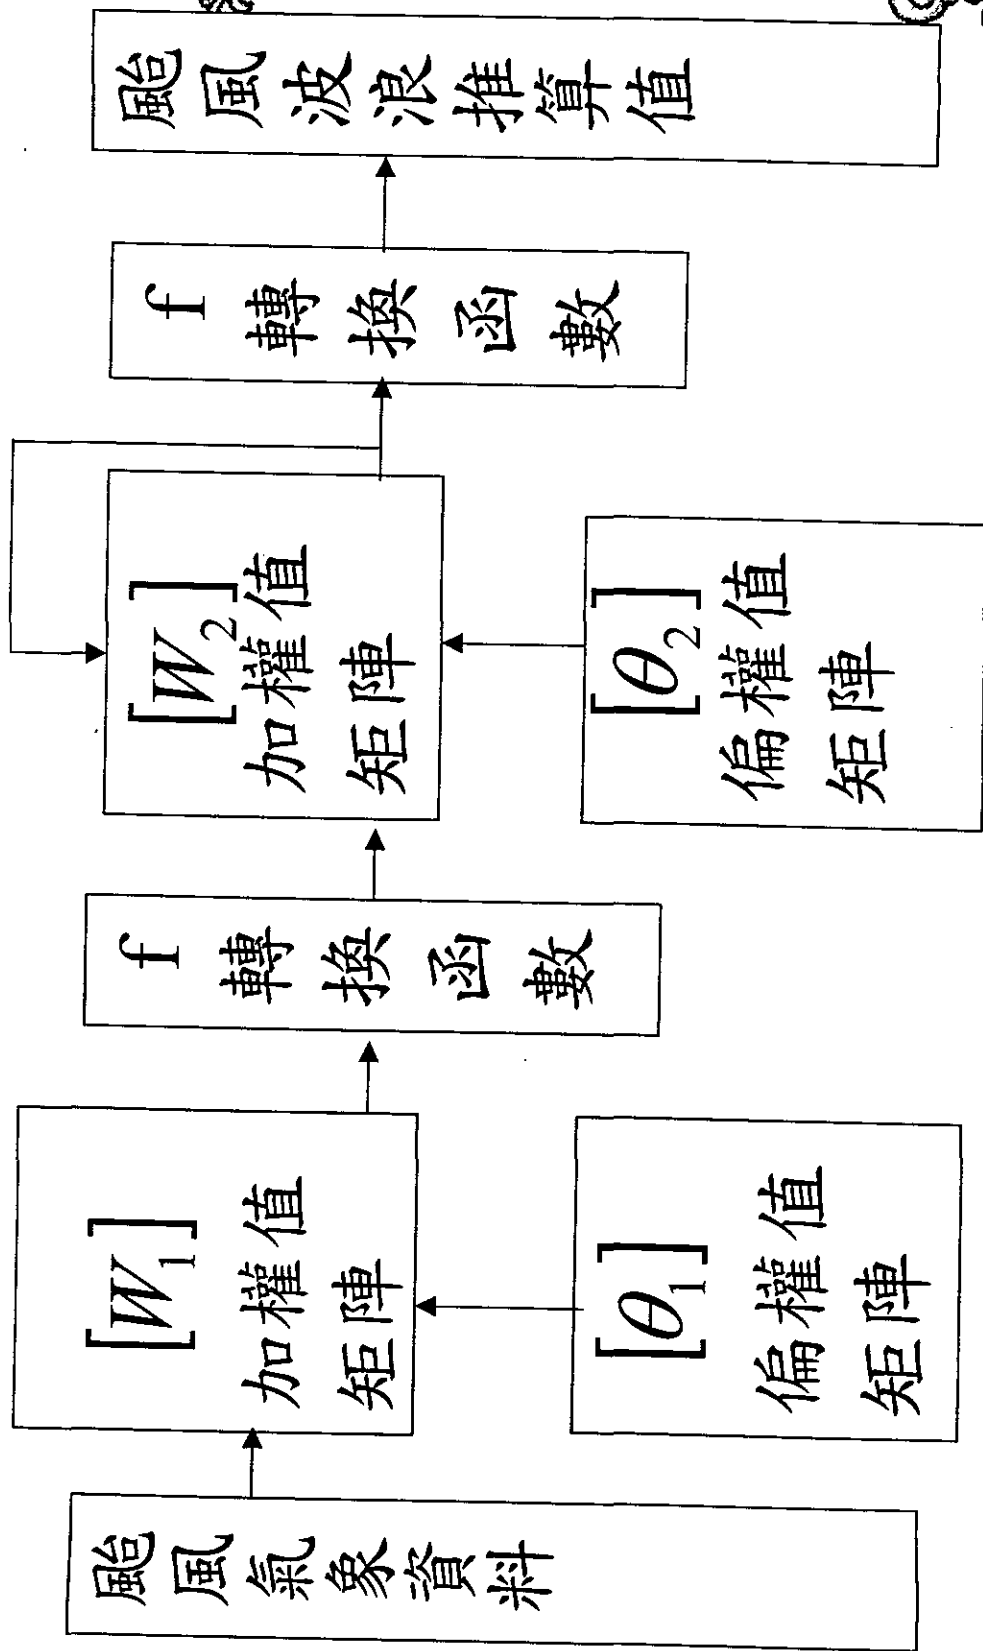 颱風氣象資料
[W₁]
加權值
矩陣
[θ₁]
偏權值
矩陣
f
轉換函數
[W₂]
加權值
矩陣
[θ₂]
偏權值
矩陣
f
轉換函數
颱風波浪推算值